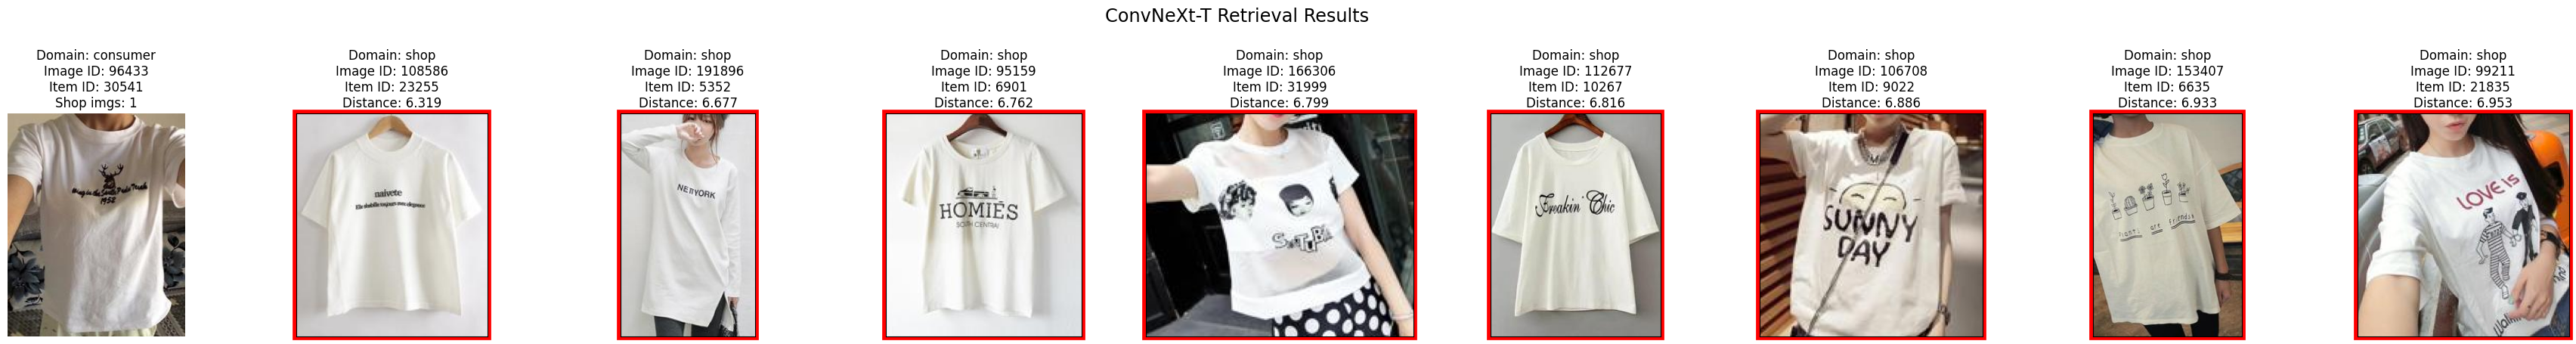 ConvNeXt-T Retrieval Results
Domain: consumer
Image ID: 96433
Item ID: 30541
Shop imgs: 1
Domain: shop
Image ID: 108586
Item ID: 23255
Distance: 6.319
Domain: shop
Image ID: 191896
Item ID: 5352
Distance: 6.677
Domain: shop
Image ID: 95159
Item ID: 6901
Distance: 6.762
Domain: shop
Image ID: 166306
Item ID: 31999
Distance: 6.799
Domain: shop
Image ID: 112677
Item ID: 10267
Distance: 6.816
Domain: shop
Image ID: 106708
Item ID: 9022
Distance: 6.886
Domain: shop
Image ID: 153407
Item ID: 6635
Distance: 6.933
Domain: shop
Image ID: 99211
Item ID: 21835
Distance: 6.953
1952
naivete
HOMIÉS
SOUTH CENTRAL
Freakin' Chic
SUNNY
DAY
are friends
LOVE IS